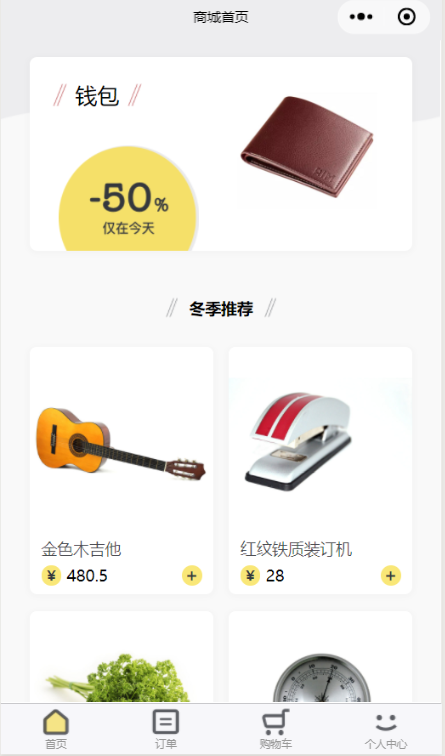 商城首页
// 钱包 //
-50%
仅在今天
// 冬季推荐 //
金色木吉他
红纹铁质装订机
¥ 480.5 +
¥ 28 +
首页
订单
购物车
个人中心